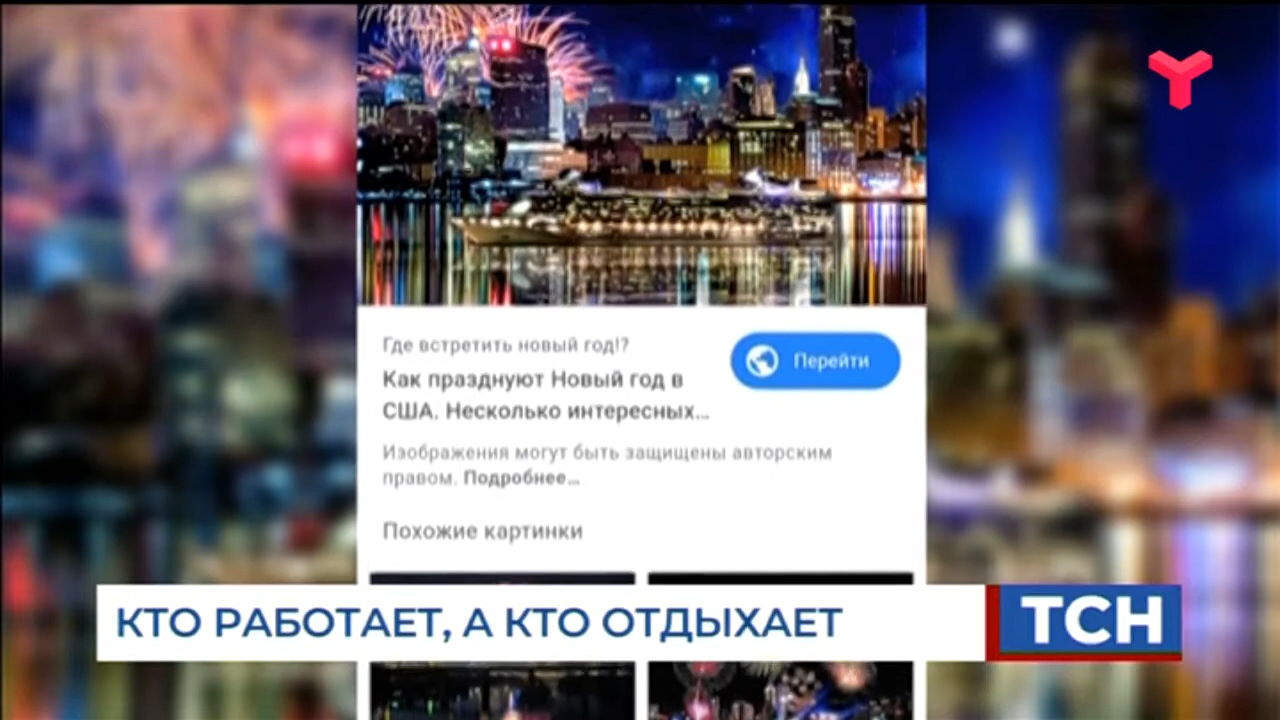 Где встретить новый год!?
Как празднуют Новый год в
США. Несколько интересных...
Перейти
Изображения могут быть защищены авторским
правом. Подробнее...
Похожие картинки
КТО РАБОТАЕТ, А КТО ОТДЫХАЕТ
ТСН